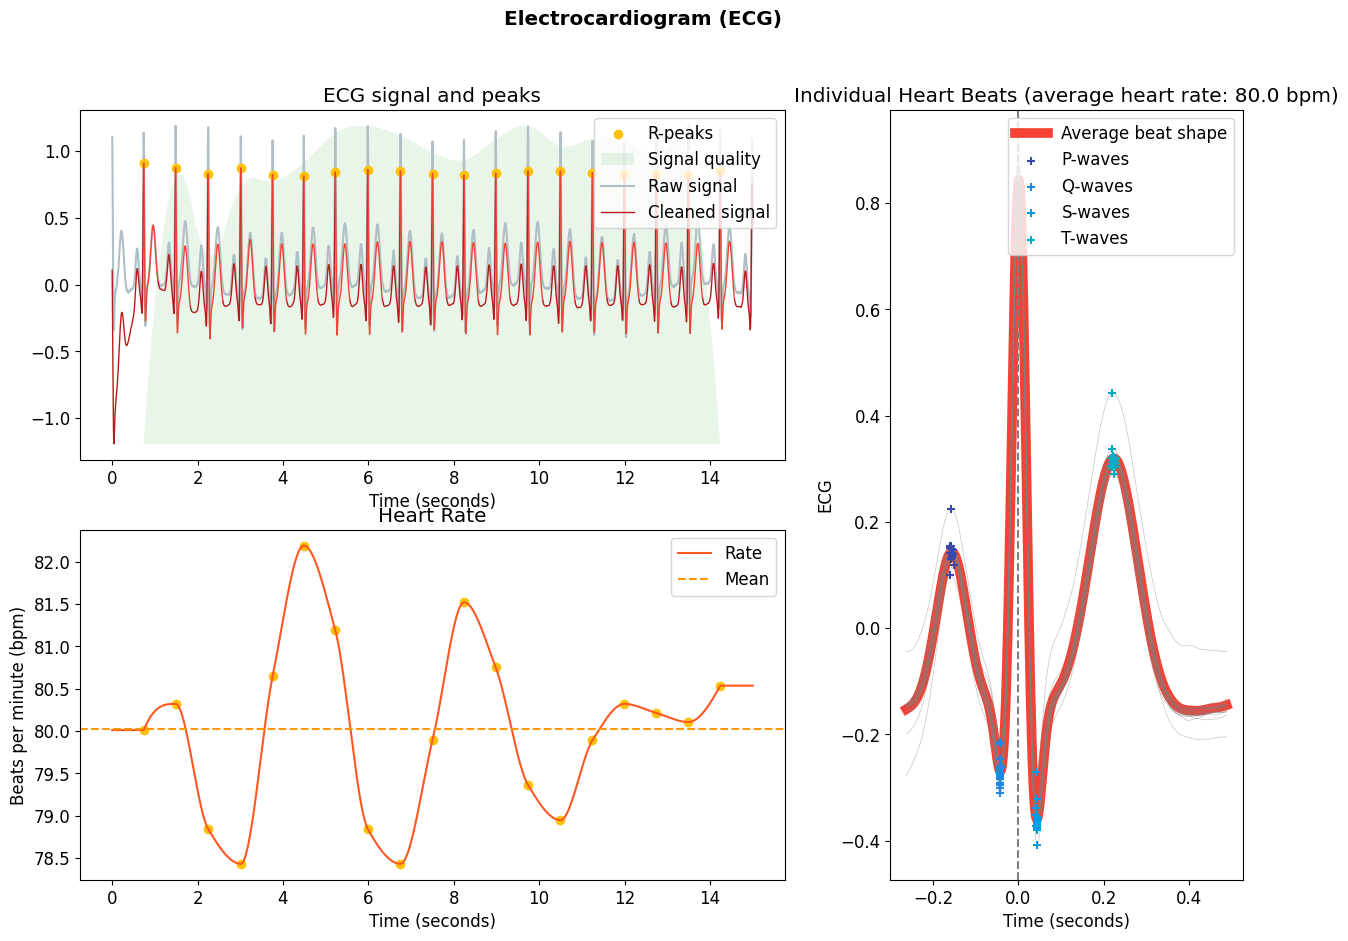 Electrocardiogram (ECG)
ECG signal and peaks
R-peaks
Signal quality
Raw signal
Cleaned signal
1.0
0.5
0.0
−0.5
−1.0
0 2 4 6 8 10 12 14
Time (seconds)
Heart Rate
Rate
Mean
Beats per minute (bpm)
82.0
81.5
81.0
80.5
80.0
79.5
79.0
78.5
0 2 4 6 8 10 12 14
Time (seconds)
Individual Heart Beats (average heart rate: 80.0 bpm)
Average beat shape
P-waves
Q-waves
S-waves
T-waves
ECG
0.8
0.6
0.4
0.2
0.0
−0.2
−0.4
−0.2 0.0 0.2 0.4
Time (seconds)